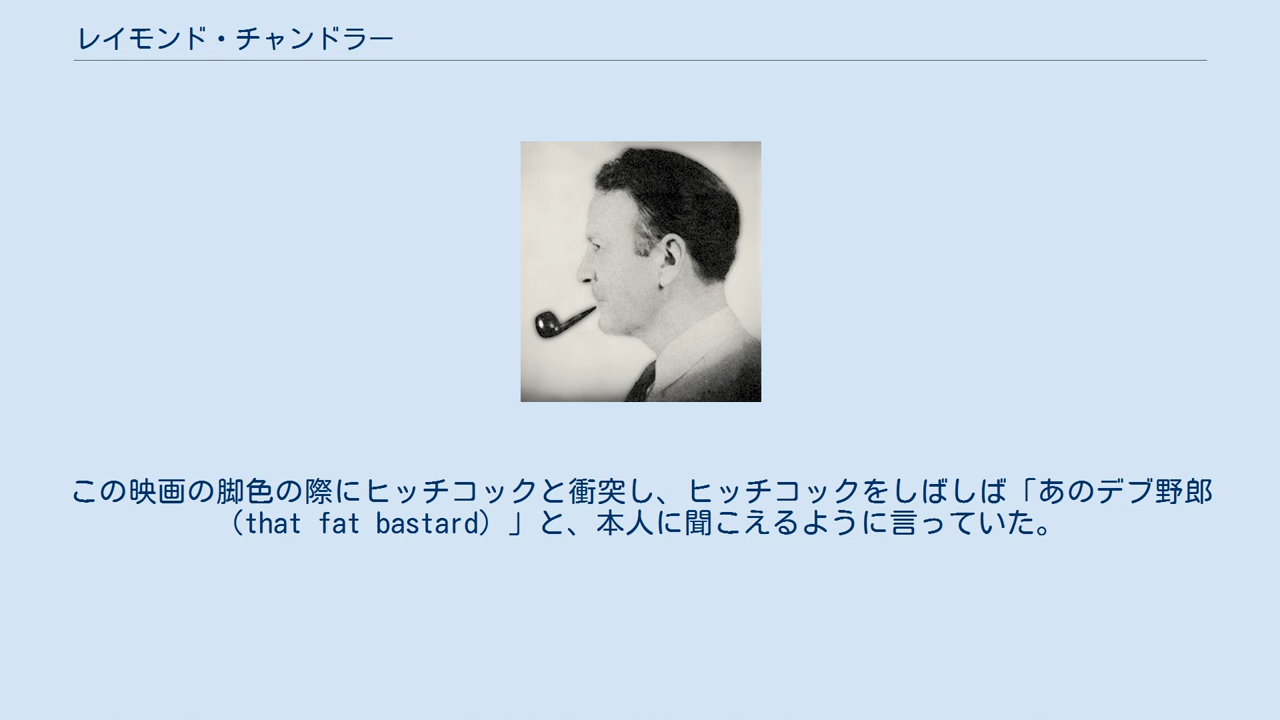 レイモンド・チャンドラー
この映画の脚色の際にヒッチコックと衝突し、ヒッチコックをしばしば「あのデブ野郎
（that fat bastard）」と、本人に聞こえるように言っていた。